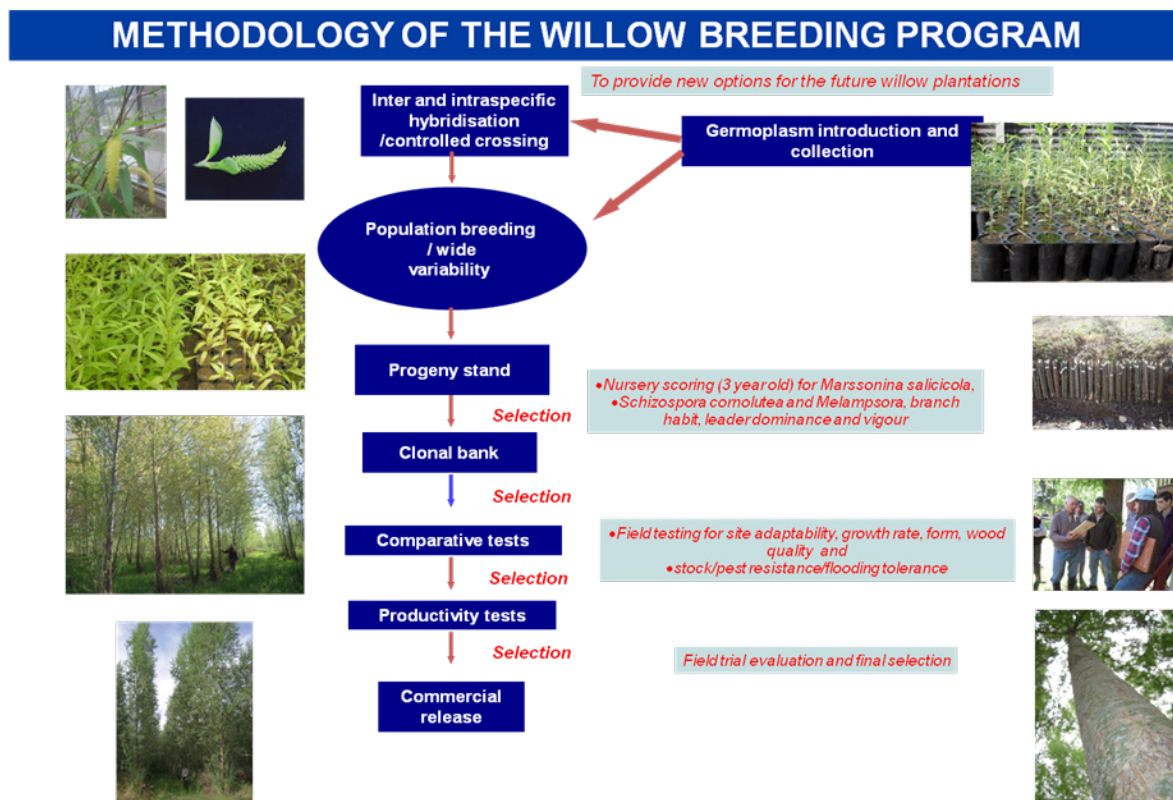 METHODOLOGY OF THE WILLOW BREEDING PROGRAM
To provide new options for the future willow plantations
Inter and intraspecific
hybridisation
/controlled crossing
Germoplasm introduction and
collection
Population breeding
/ wide
variability
Progeny stand
•Nursery scoring (3 year old) for Marssonina salicicola,
•Schizospora comolutea and Melampsora, branch
habit, leader dominance and vigour
Selection
Clonal bank
Selection
Comparative tests
•Field testing for site adaptability, growth rate, form, wood
quality and
•stock/pest resistance/flooding tolerance
Selection
Productivity tests
Selection
Field trial evaluation and final selection
Commercial
release